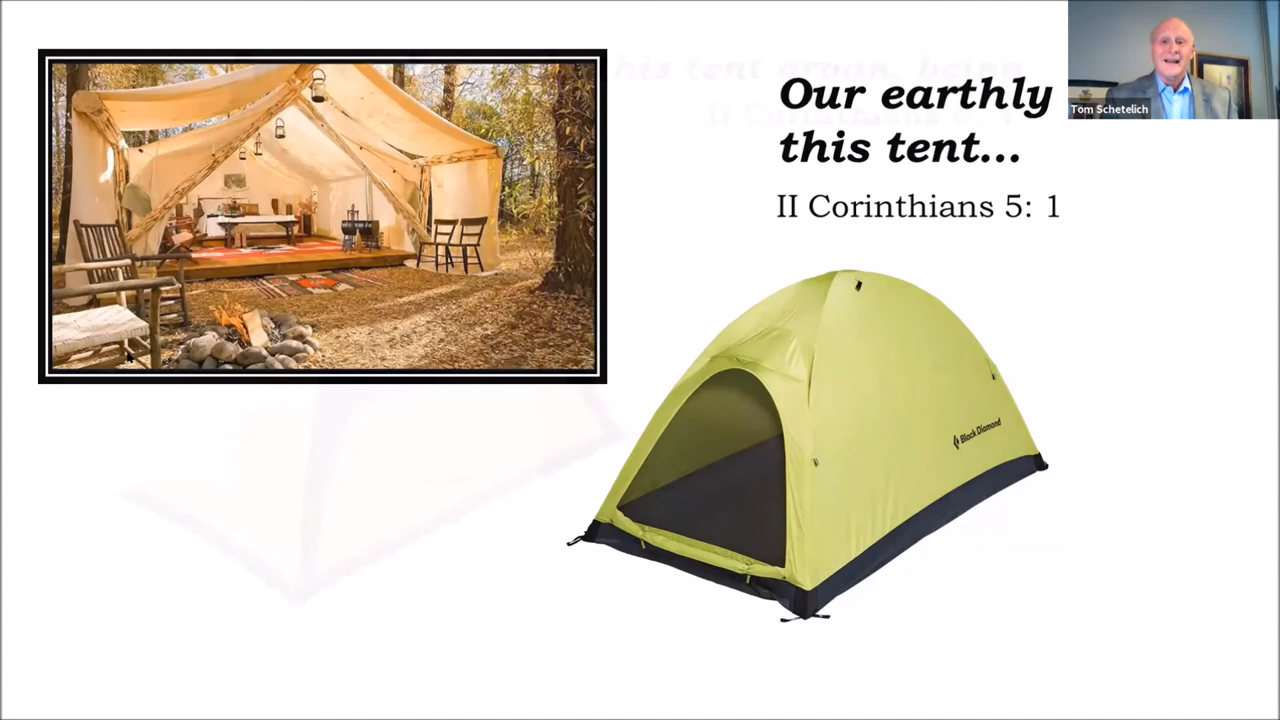 Our earthly
this tent...
II Corinthians 5: 1
Tom Schetelich
Black Diamond